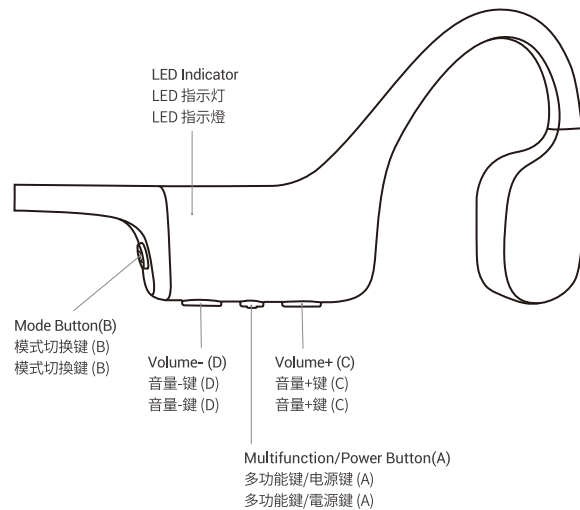 LED Indicator
LED 指示灯
LED 指示燈
Mode Button(B)
模式切换键 (B)
模式切換鍵 (B)
Volume- (D)
音量-键 (D)
音量-鍵 (D)
Volume+ (C)
音量+键 (C)
音量+鍵 (C)
Multifunction/Power Button(A)
多功能键/电源键 (A)
多功能鍵/電源鍵 (A)